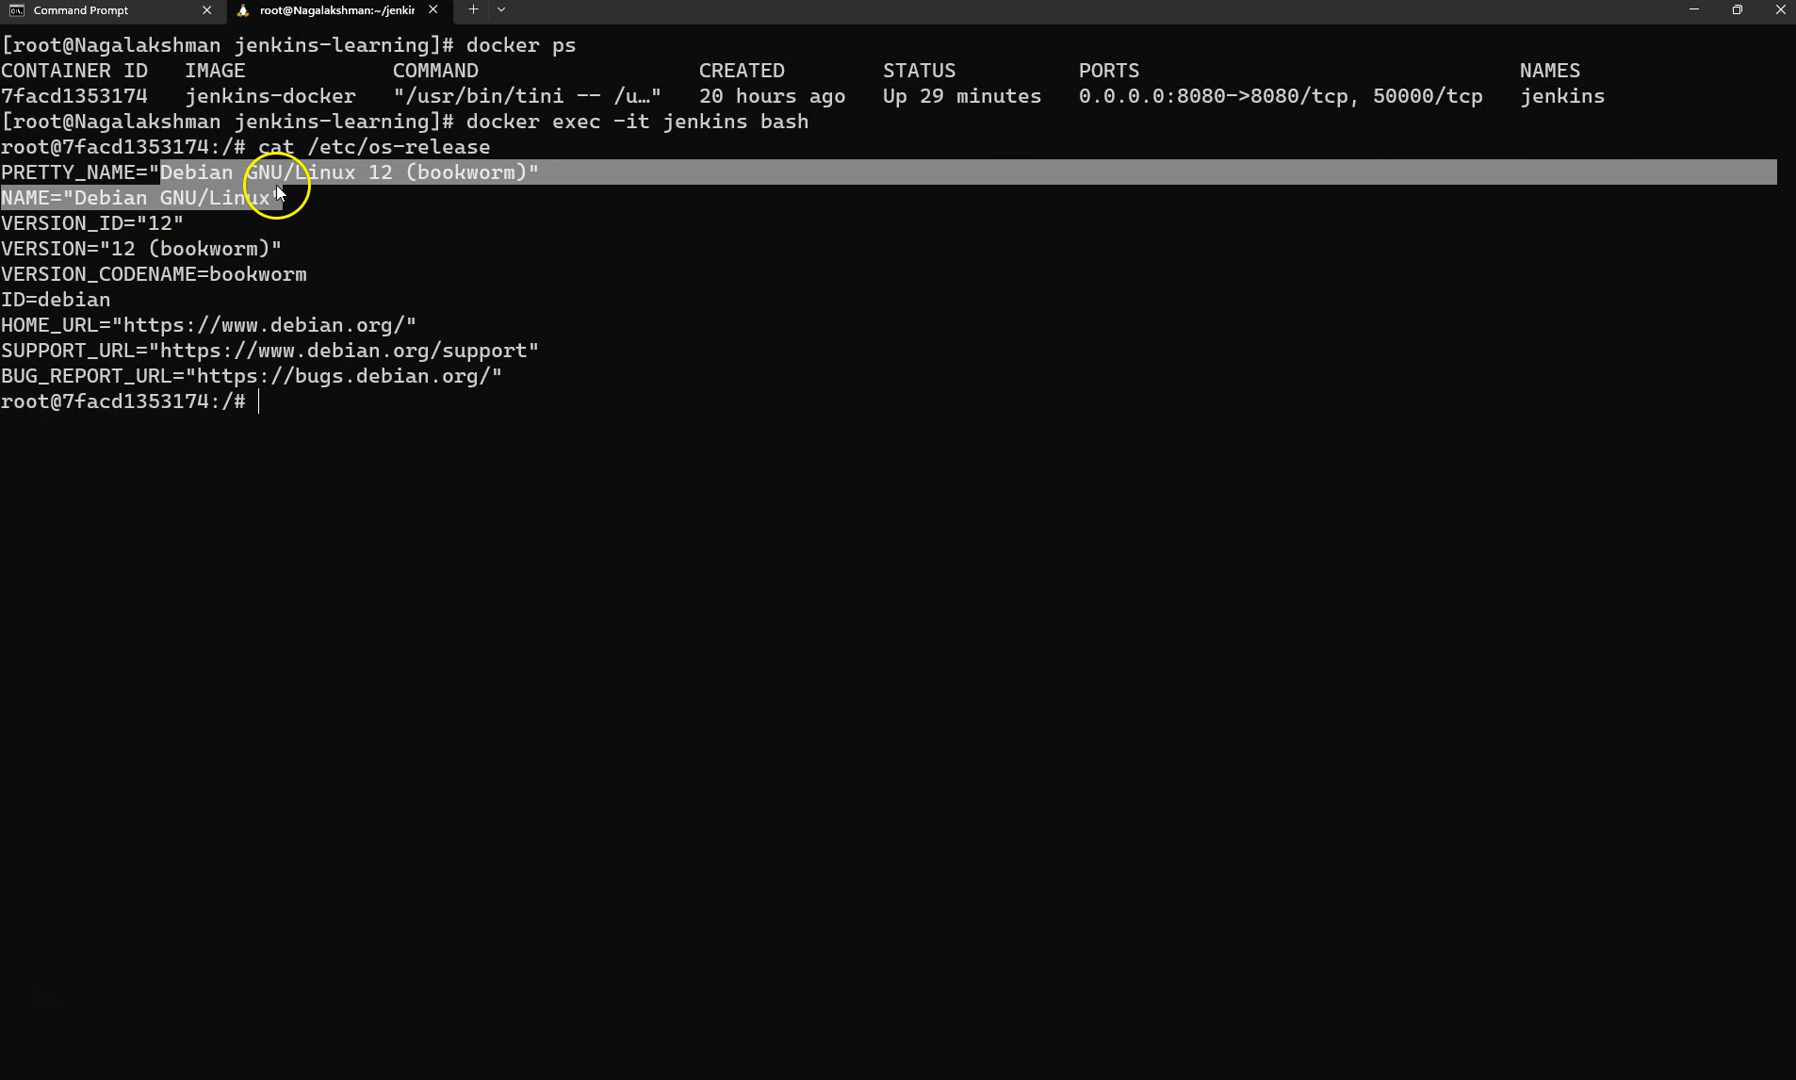 Command Prompt
root@Nagalakshman:~/jenkin
[root@Nagalakshman jenkins-learning]# docker ps
CONTAINER ID   IMAGE            COMMAND                  CREATED        STATUS          PORTS                               NAMES
7facd1353174   jenkins-docker   "/usr/bin/tini -- /u…"   20 hours ago   Up 29 minutes   0.0.0.0:8080->8080/tcp, 50000/tcp   jenkins
[root@Nagalakshman jenkins-learning]# docker exec -it jenkins bash
root@7facd1353174:/# cat /etc/os-release
PRETTY_NAME="Debian GNU/Linux 12 (bookworm)"
NAME="Debian GNU/Linux"
VERSION_ID="12"
VERSION="12 (bookworm)"
VERSION_CODENAME=bookworm
ID=debian
HOME_URL="https://www.debian.org/"
SUPPORT_URL="https://www.debian.org/support"
BUG_REPORT_URL="https://bugs.debian.org/"
root@7facd1353174:/#